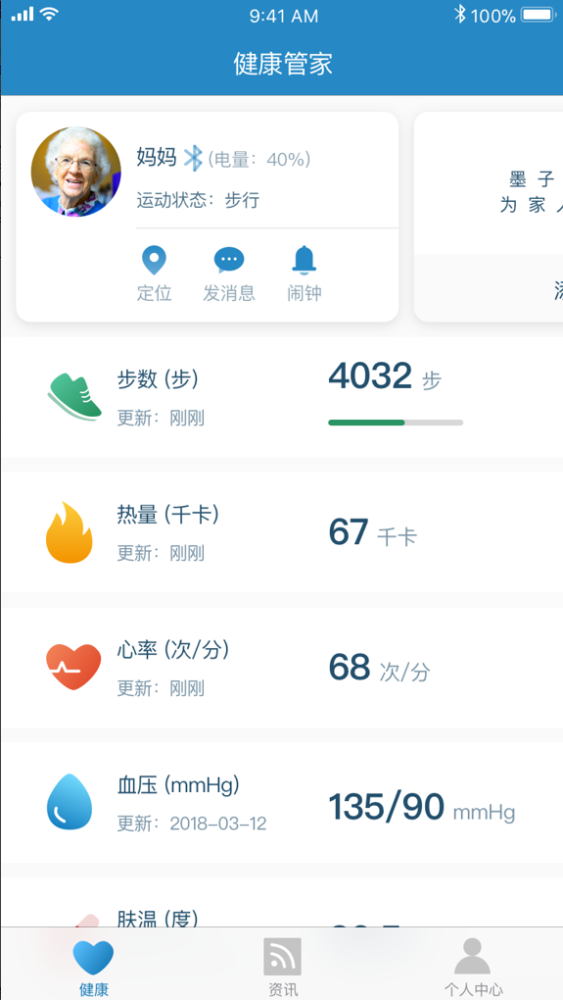 9:41 AM
100%
健康管家
妈妈
(电量：40%)
运动状态：步行
定位
发消息
闹钟
墨 子
为 家
步数 (步)
更新：刚刚
4032 步
热量 (千卡)
更新：刚刚
67 千卡
心率 (次/分)
更新：刚刚
68 次/分
血压 (mmHg)
更新：2018-03-12
135/90 mmHg
肤温 (度)
健康
资讯
个人中心